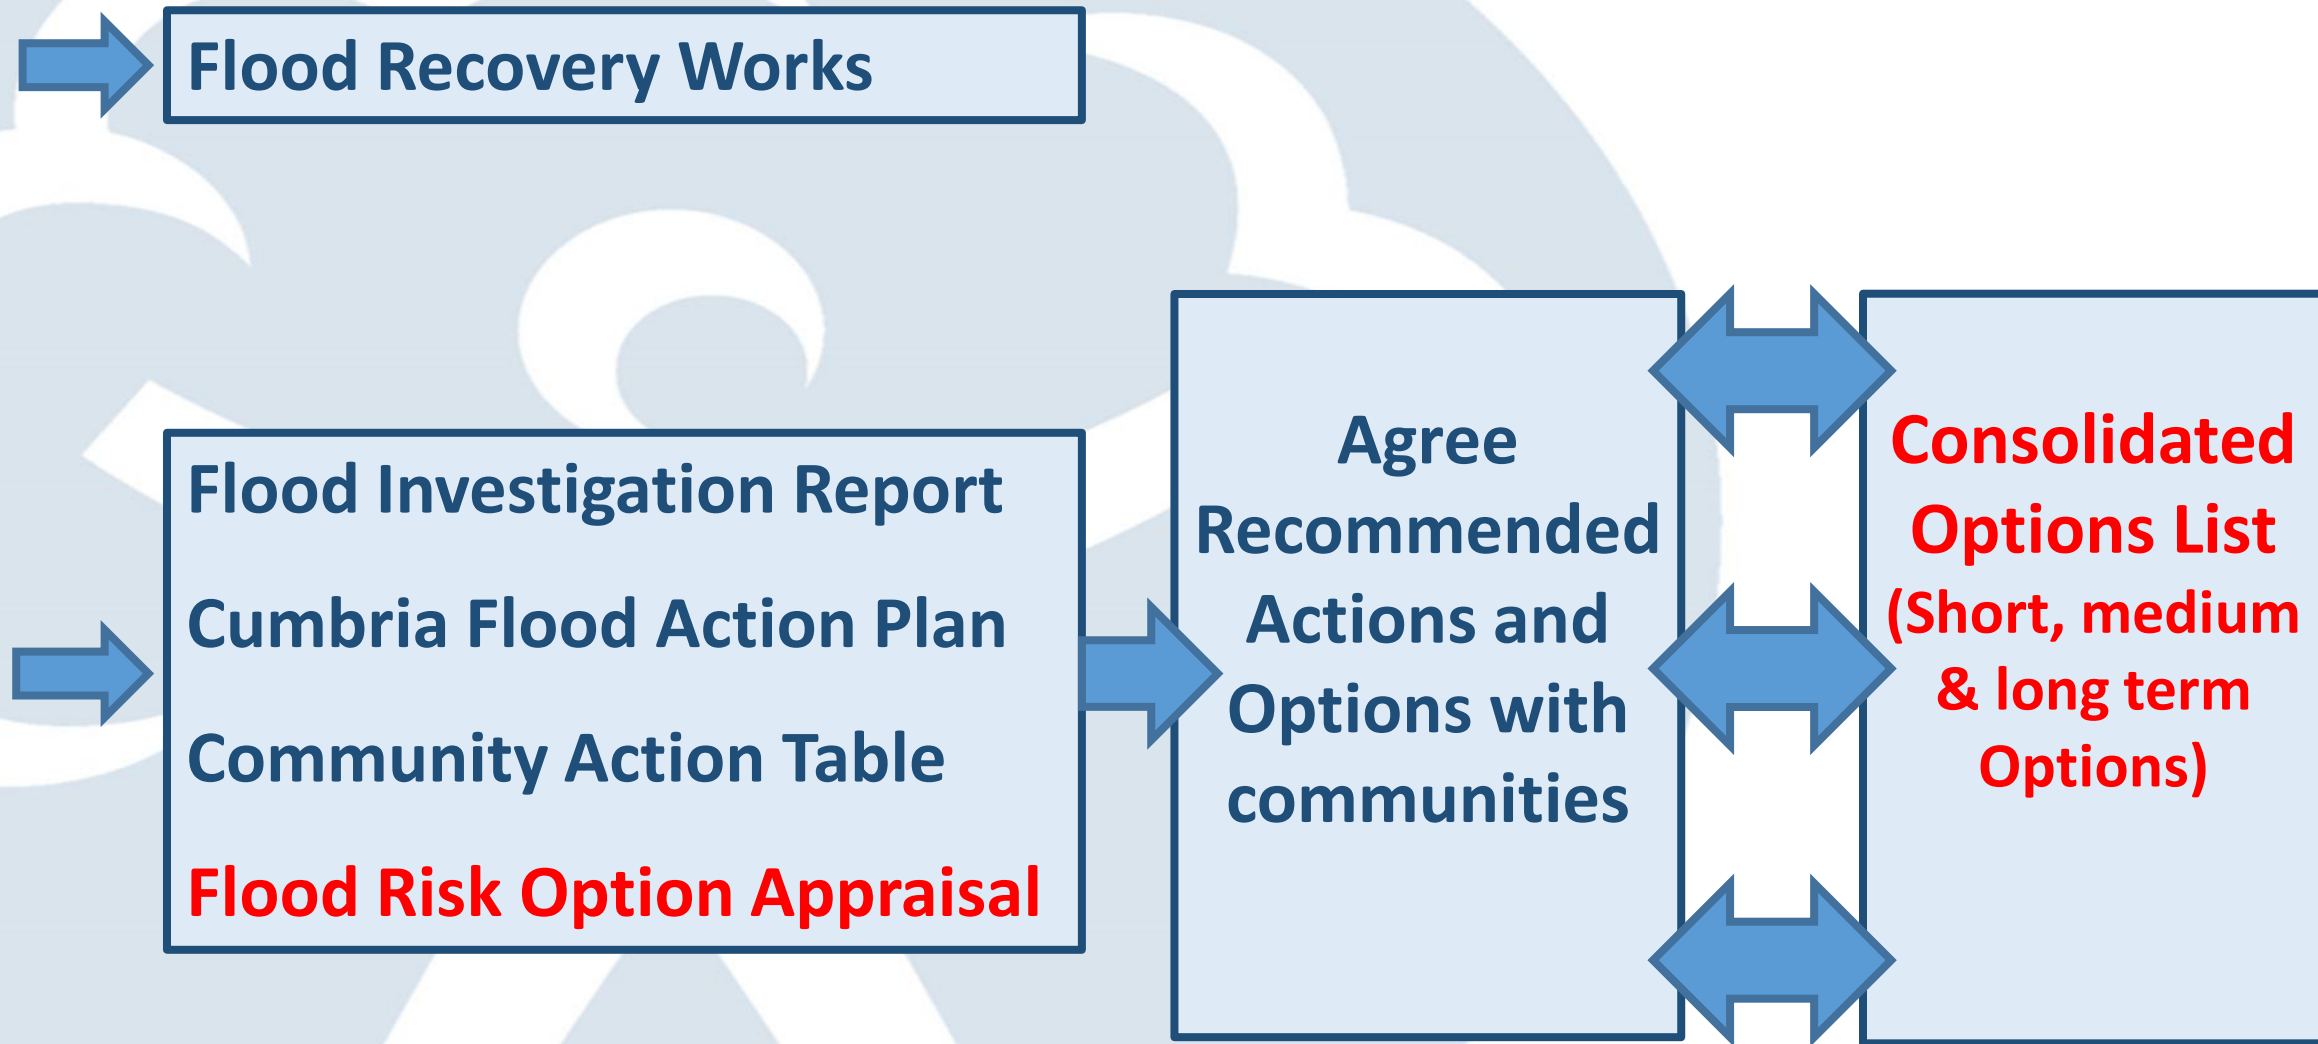 Flood Recovery Works
Flood Investigation Report
Cumbria Flood Action Plan
Community Action Table
Flood Risk Option Appraisal
Agree
Recommended
Actions and
Options with
communities
Consolidated
Options List
(Short, medium
& long term
Options)